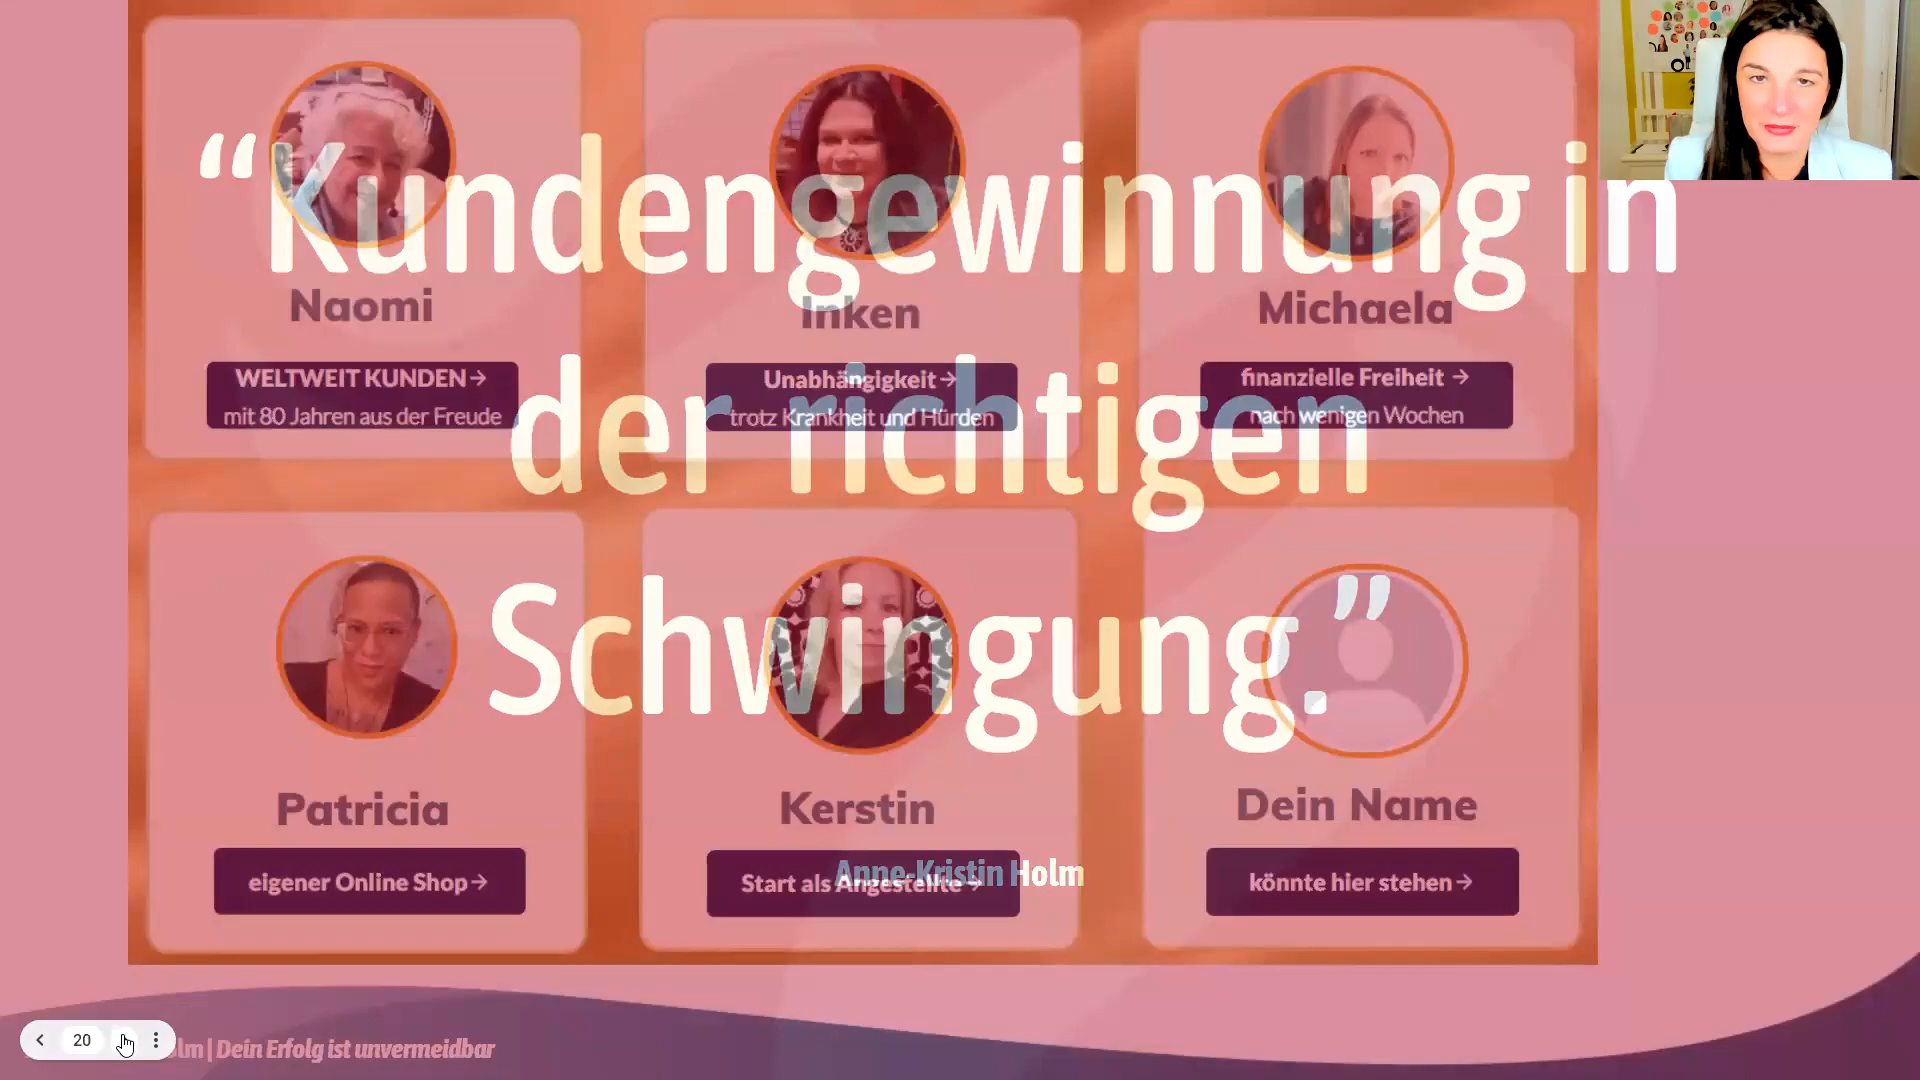 “Kundengewinnung in
der richtigen
Schwingung.”
Anne-Kristin Holm
Naomi
WELTWEIT KUNDEN→
mit 80 Jahren aus der Freude
Inken
Unabhängigkeit→
trotz Krankheit und Hürden
Michaela
finanzielle Freiheit →
nach wenigen Wochen
Patricia
eigener Online Shop→
Kerstin
Start als Angestellte→
Dein Name
könnte hier stehen→
20
lm | Dein Erfolg ist unvermeidbar